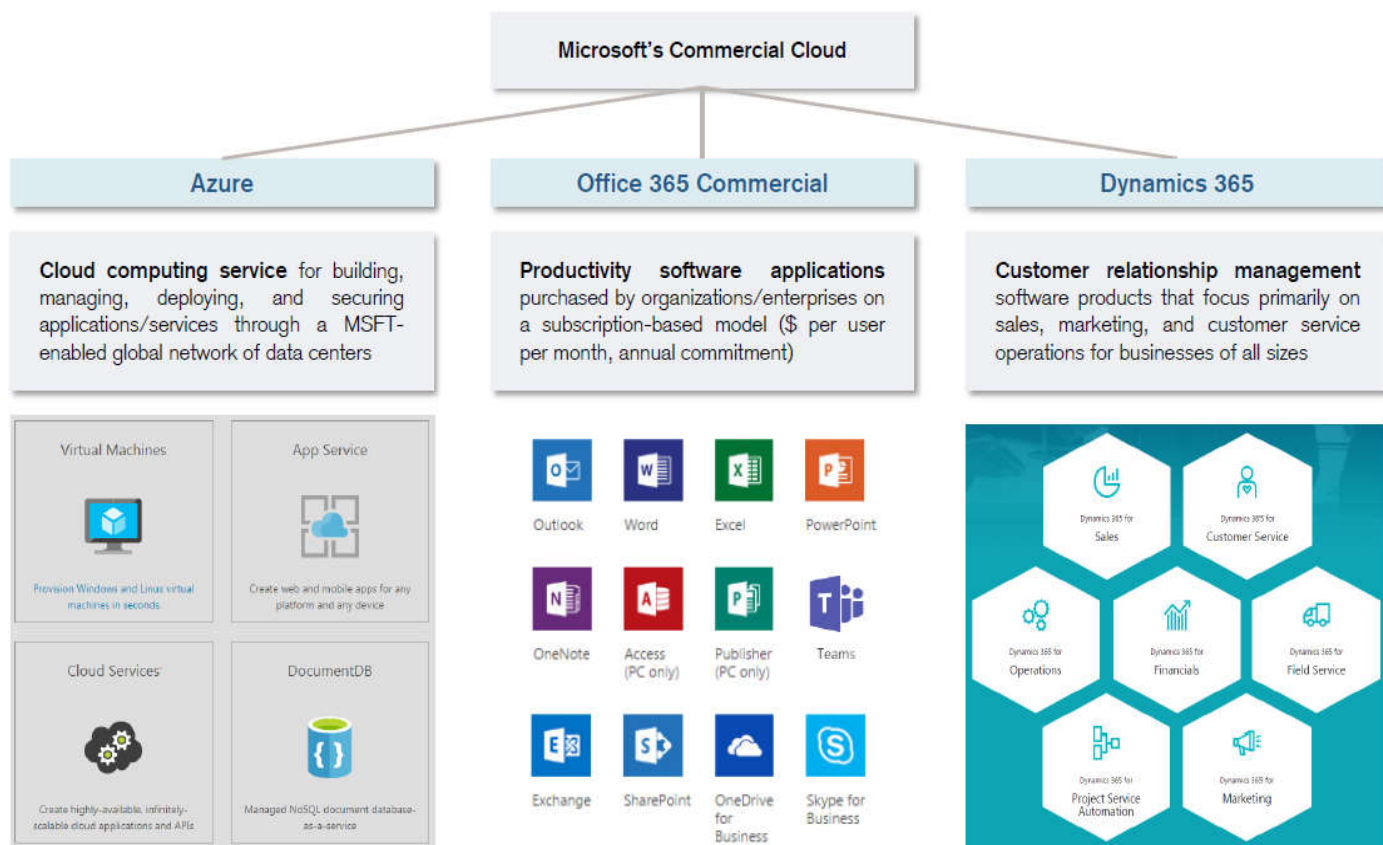 Microsoft's Commercial Cloud
Azure
Cloud computing service for building,
managing, deploying, and securing
applications/services through a MSFT-
enabled global network of data centers
Virtual Machines
Provision Windows and Linux virtual
machines in seconds
App Service
Create web and mobile apps for any
platform and any device
Cloud Services
Create highly-available, infinitely-
scalable cloud applications and APIs
DocumentDB
Managed NoSQL document database-
as-a-service
Office 365 Commercial
Productivity software applications
purchased by organizations/enterprises on
a subscription-based model ($ per user
per month, annual commitment)
O
Outlook
W
Word
X
Excel
P
PowerPoint
N
OneNote
A
Access
(PC only)
P
Publisher
(PC only)
T
Teams
E
Exchange
S
SharePoint
OneDrive
for
Business
S
Skype for
Business
Dynamics 365
Customer relationship management
software products that focus primarily on
sales, marketing, and customer service
operations for businesses of all sizes
Dynamics 365 for
Sales
Dynamics 365 for
Customer Service
Dynamics 365 for
Operations
Dynamics 365 for
Financials
Dynamics 365 for
Field Service
Dynamics 365 for
Project Service
Automation
Dynamics 365 for
Marketing